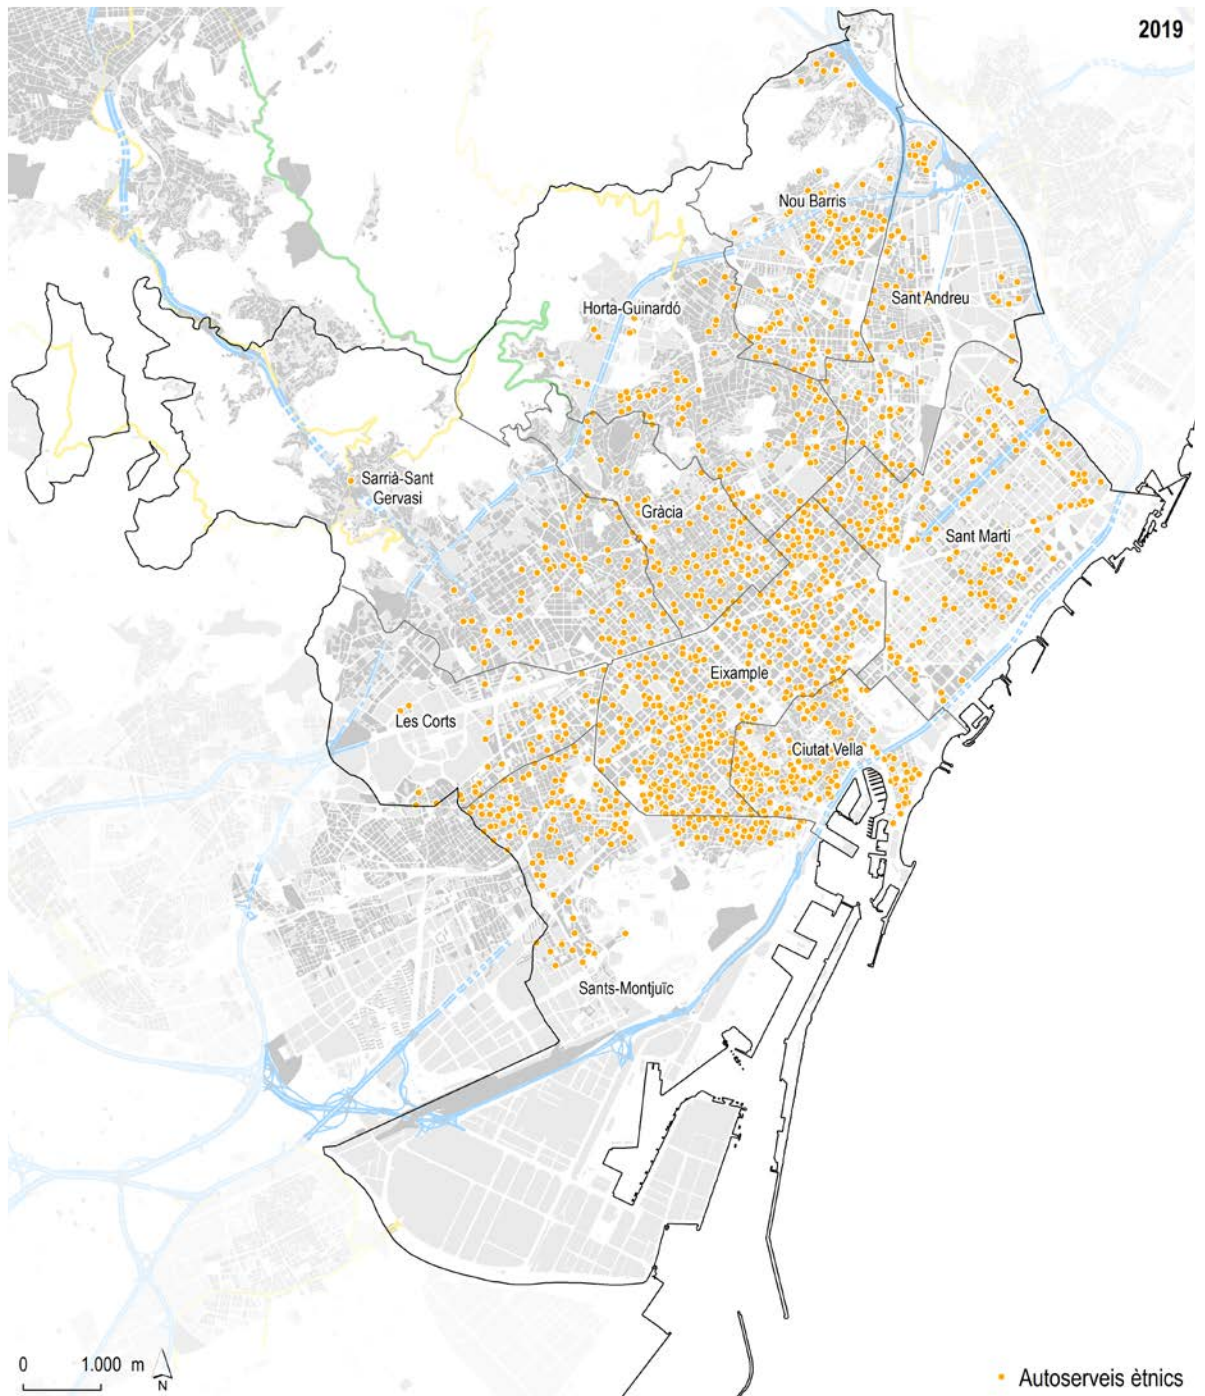 2019
Nou Barris
Sant Andreu
Horta-Guinardó
Sarrià-Sant
Gervasi
Gràcia
Sant Martí
Eixample
Les Corts
Ciutat Vella
Sants-Montjuïc
0 1.000 m
N
Autoserveis ètnics